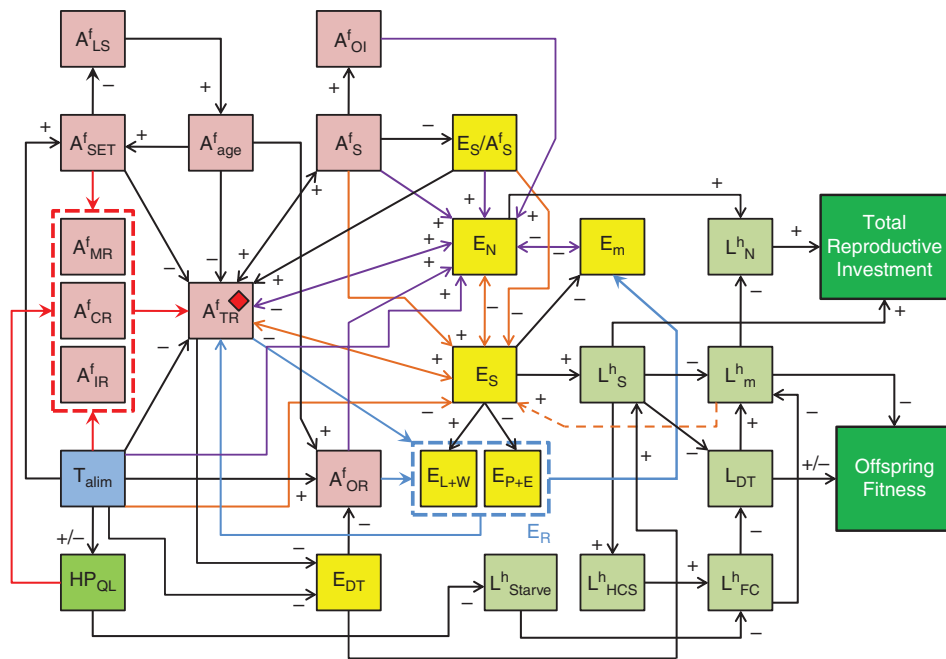 A^f_LS
A^f_OI
− + +
A^f_SET + A^f_age A^f_S − E_S/A^f_S
+ + + + + + +
E_N − − E_m L^h_N + Total Reproductive Investment
A^f_MR
− − + + + + −
A^f_CR A^f_TR − − + − − − +
A^f_IR − − + + −
E_S + L^h_S − L^h_m
− + − + + − −
T_alim + + A^f_OR E_L+W E_P+E + − L_DT +/− Offspring Fitness
+/− − E_R −
HP_QL − − E_DT − L^h_Starve + L^h_HCS + L^h_FC
−